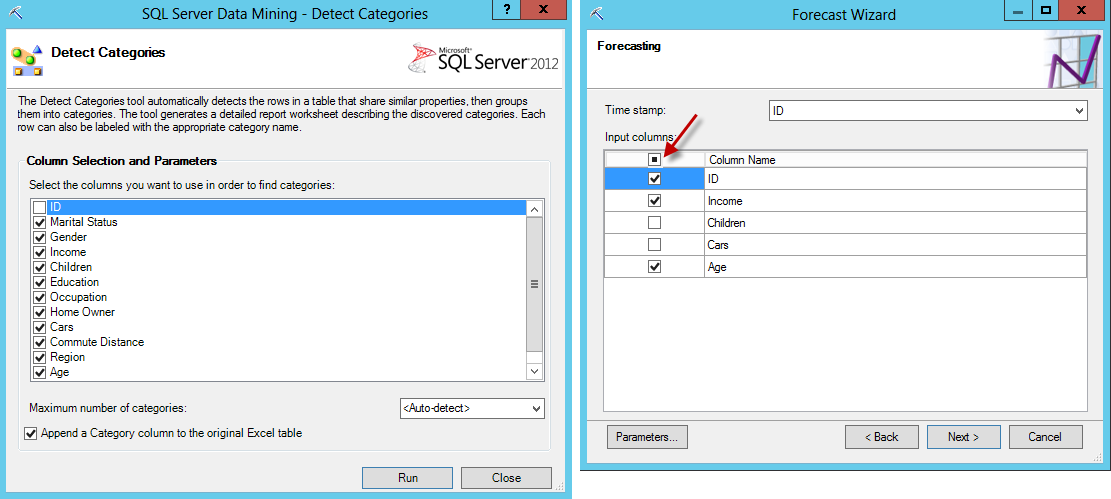 SQL Server Data Mining - Detect Categories
?
X
Detect Categories
Microsoft®
SQL Server 2012
The Detect Categories tool automatically detects the rows in a table that share similar properties, then groups
them into categories. The tool generates a detailed report worksheet describing the discovered categories. Each
row can also be labeled with the appropriate category name.
Column Selection and Parameters
Select the columns you want to use in order to find categories:
ID
Marital Status
Gender
Income
Children
Education
Occupation
Home Owner
Cars
Commute Distance
Region
Age
Maximum number of categories:
<Auto-detect>
Append a Category column to the original Excel table
Run
Close
Forecast Wizard
X
Forecasting
Time stamp:
ID
Input columns:
Column Name
ID
Income
Children
Cars
Age
Parameters...
< Back
Next >
Cancel